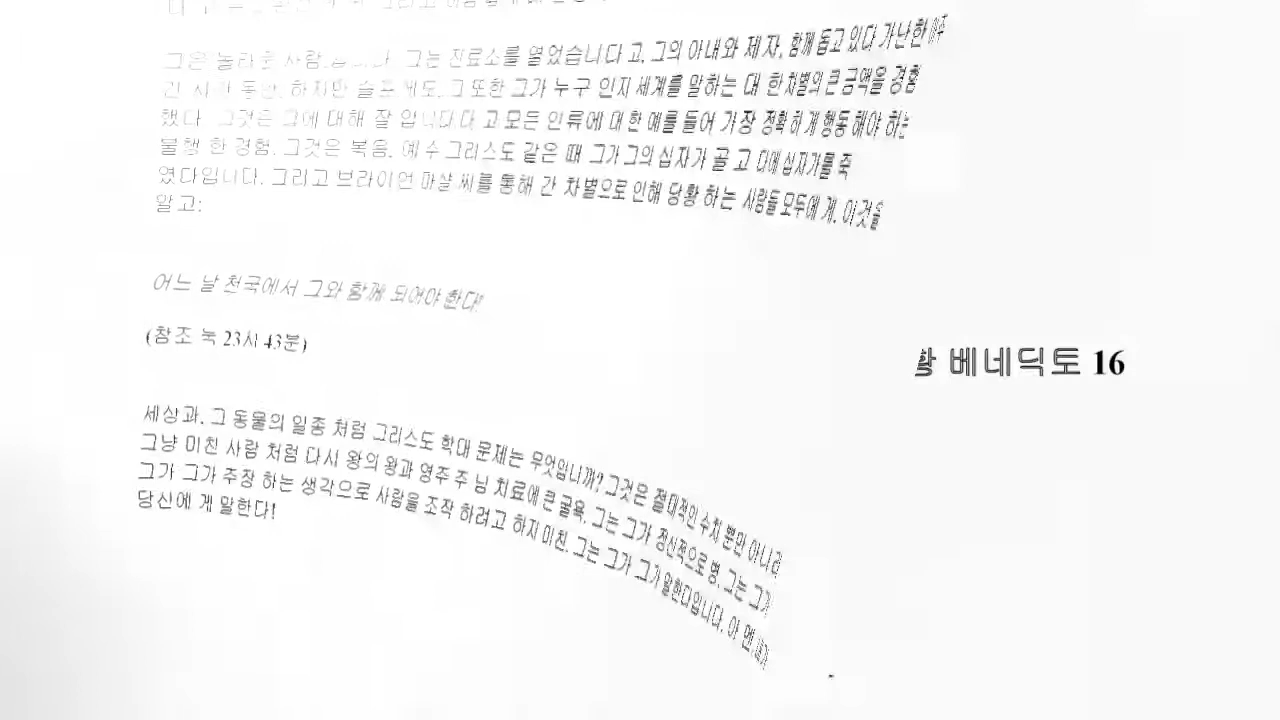 그는 진료소를 열었습니다 고, 그의 아내와 제자, 함께 돕고 있다 가난한
긴 시간 동안. 하지만 슬프게도, 그 또한 그가 누구 인지 세계를 말하는 대 한 차별의 큰 금액을 경험
했다. 그것은 그에 대해 잘 입니다 다 고 모든 인류에 대 한 예를 들어 가장 정확 하 게 행동 해야 하는
불행 한 경험. 그것은 복음. 예 수 그리스도 같은 때 그가 그의 십자가 골 고 다에 십자가를 죽
였다입니다. 그리고 브라이언 마샬 씨를 통해 간 차별으로 인해 당황 하는 사람들 모두에 게, 이것을
알 고:
어느 날 천국에서 그와 함께 되어야 한다!
(참조 눅 23시 43분)
황 베네딕토 16
세상과, 그 동물의 일종 처럼 그리스도 학대 문제는 무엇입니까? 그것은 절대적인 수치 뿐만 아니라
그냥 미친 사람 처럼 다시 왕의 왕과 영주 주 님 치료에 큰 굴욕. 그는 그가 정신적으로 병, 그는 그가
그가 그가 주장 하는 생각으로 사람을 조작 하려고 하지 미친. 그는 그가 그가 말한다입니다. 아 멘, 내가
당신에 게 말한다!